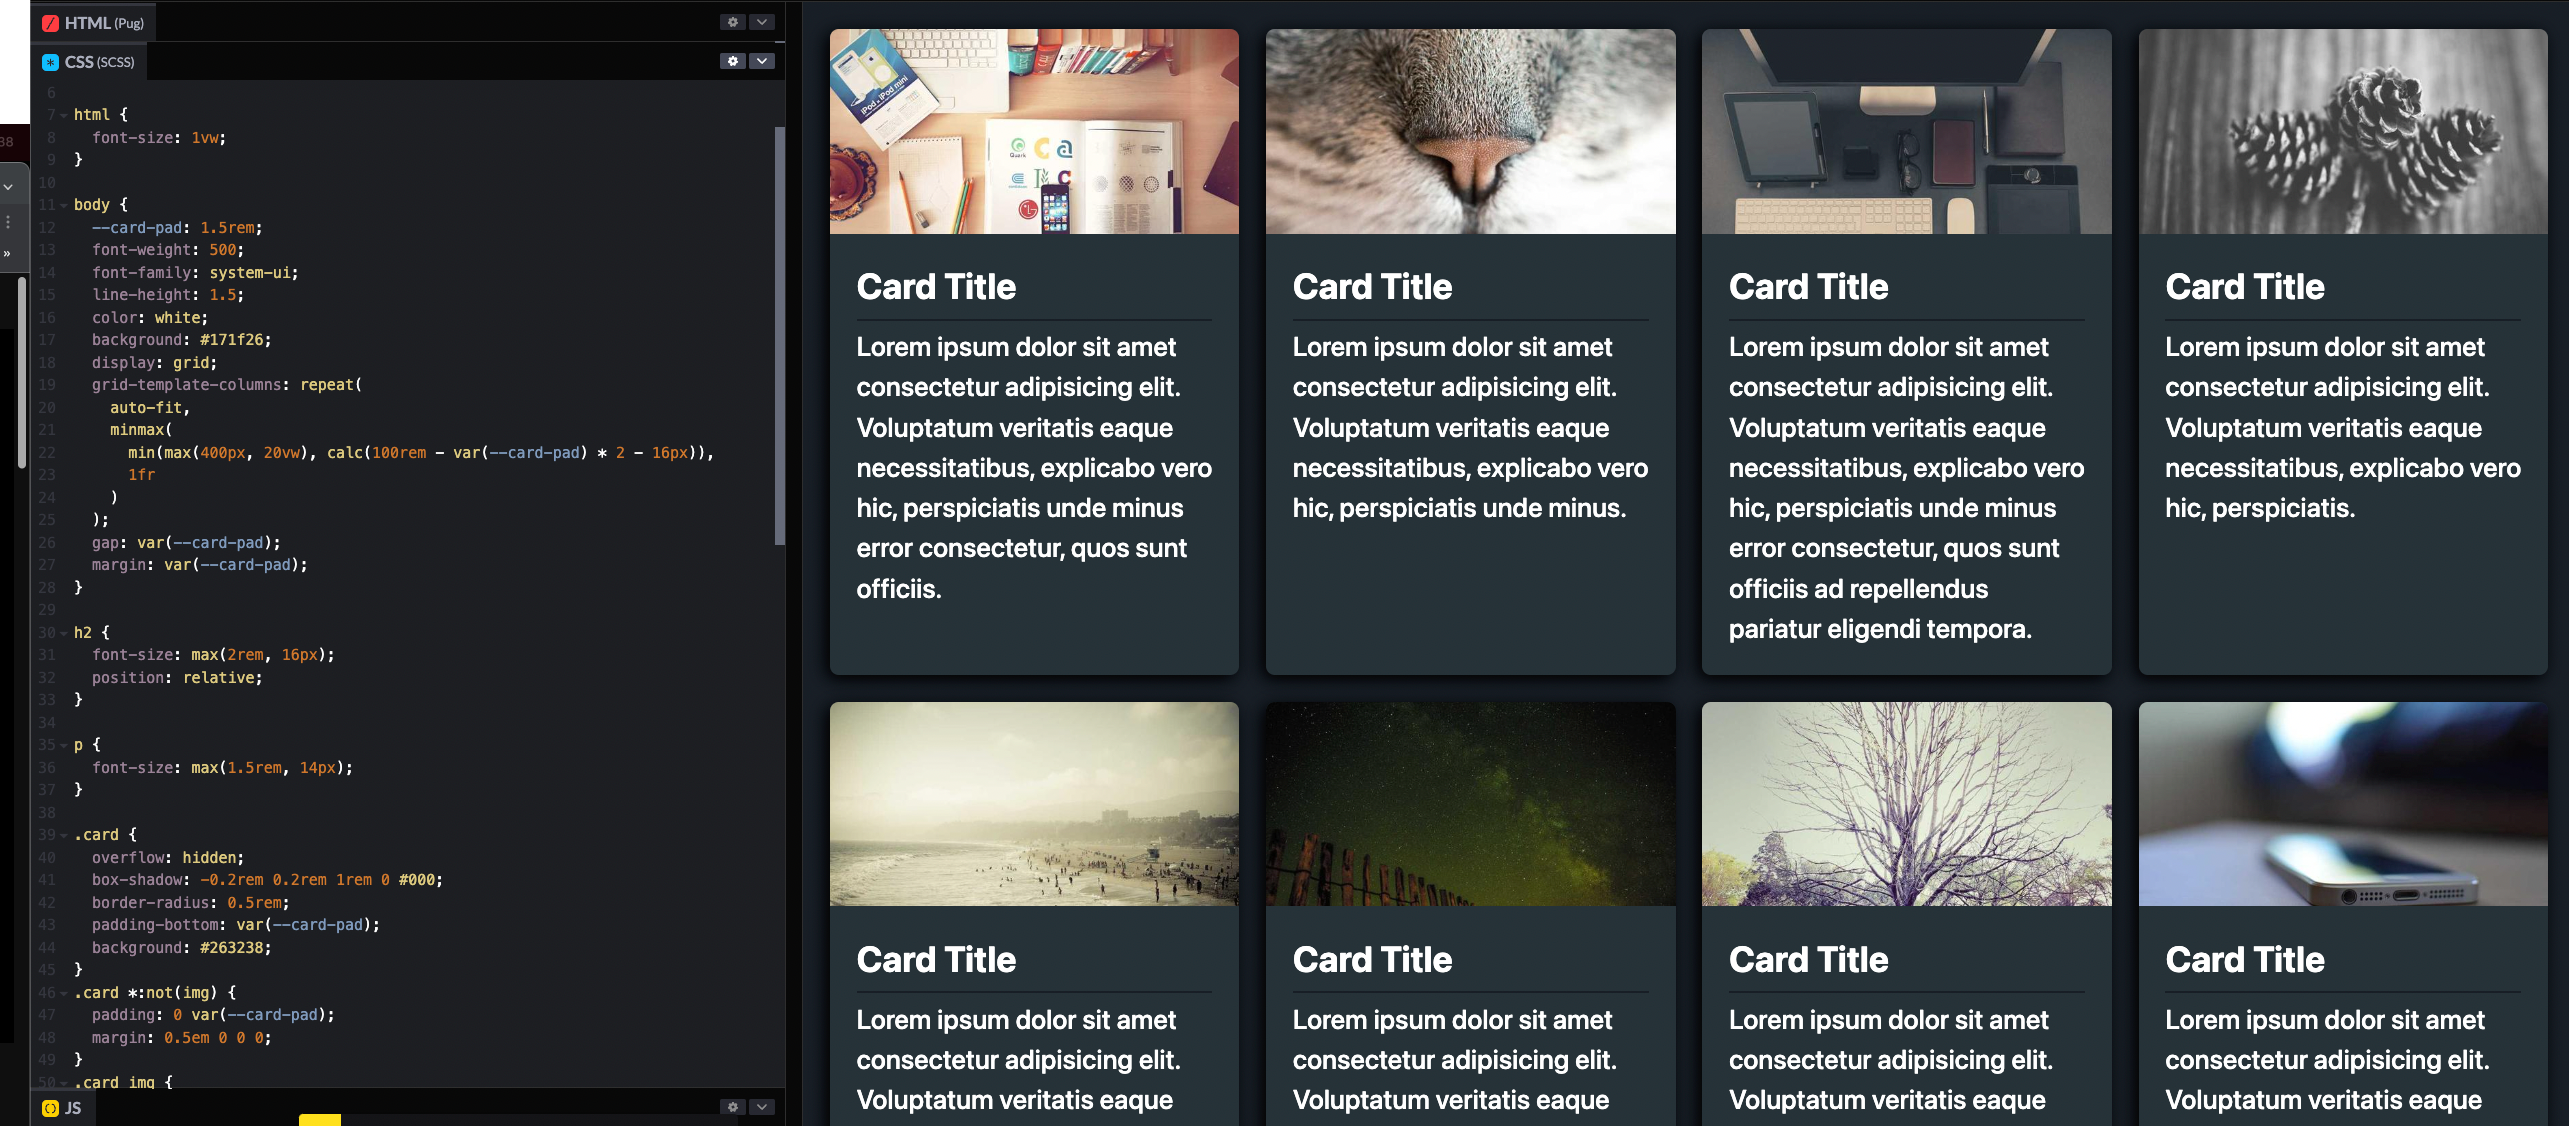 HTML (Pug)
CSS (SCSS)
38
»
6
7 html {
8 font-size: 1vw;
9 }
10
11 body {
12 --card-pad: 1.5rem;
13 font-weight: 500;
14 font-family: system-ui;
15 line-height: 1.5;
16 color: white;
17 background: #171f26;
18 display: grid;
19 grid-template-columns: repeat(
20 auto-fit,
21 minmax(
22 min(max(400px, 20vw), calc(100rem - var(--card-pad) * 2 - 16px)),
23 1fr
24 )
25 );
26 gap: var(--card-pad);
27 margin: var(--card-pad);
28 }
29
30 h2 {
31 font-size: max(2rem, 16px);
32 position: relative;
33 }
34
35 p {
36 font-size: max(1.5rem, 14px);
37 }
38
39 .card {
40 overflow: hidden;
41 box-shadow: -0.2rem 0.2rem 1rem 0 #000;
42 border-radius: 0.5rem;
43 padding-bottom: var(--card-pad);
44 background: #263238;
45 }
46 .card *:not(img) {
47 padding: 0 var(--card-pad);
48 margin: 0.5em 0 0 0;
49 }
50 .card img {
JS
iPod + iPod mini
Quark
Card Title
Lorem ipsum dolor sit amet
consectetur adipisicing elit.
Voluptatum veritatis eaque
necessitatibus, explicabo vero
hic, perspiciatis unde minus
error consectetur, quos sunt
officiis.
Card Title
Lorem ipsum dolor sit amet
consectetur adipisicing elit.
Voluptatum veritatis eaque
necessitatibus, explicabo vero
hic, perspiciatis unde minus.
Card Title
Lorem ipsum dolor sit amet
consectetur adipisicing elit.
Voluptatum veritatis eaque
necessitatibus, explicabo vero
hic, perspiciatis unde minus
error consectetur, quos sunt
officiis ad repellendus
pariatur eligendi tempora.
Card Title
Lorem ipsum dolor sit amet
consectetur adipisicing elit.
Voluptatum veritatis eaque
necessitatibus, explicabo vero
hic, perspiciatis.
Card Title
Lorem ipsum dolor sit amet
consectetur adipisicing elit.
Voluptatum veritatis eaque
Card Title
Lorem ipsum dolor sit amet
consectetur adipisicing elit.
Voluptatum veritatis eaque
Card Title
Lorem ipsum dolor sit amet
consectetur adipisicing elit.
Voluptatum veritatis eaque
Card Title
Lorem ipsum dolor sit amet
consectetur adipisicing elit.
Voluptatum veritatis eaque